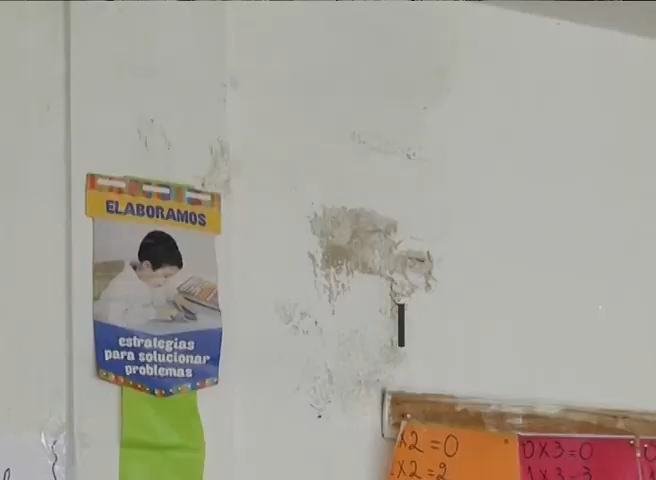 ELABORAMOS
estrategias
para solucionar
problemas
X2=0
X2=2
0X3=0
1X3=3